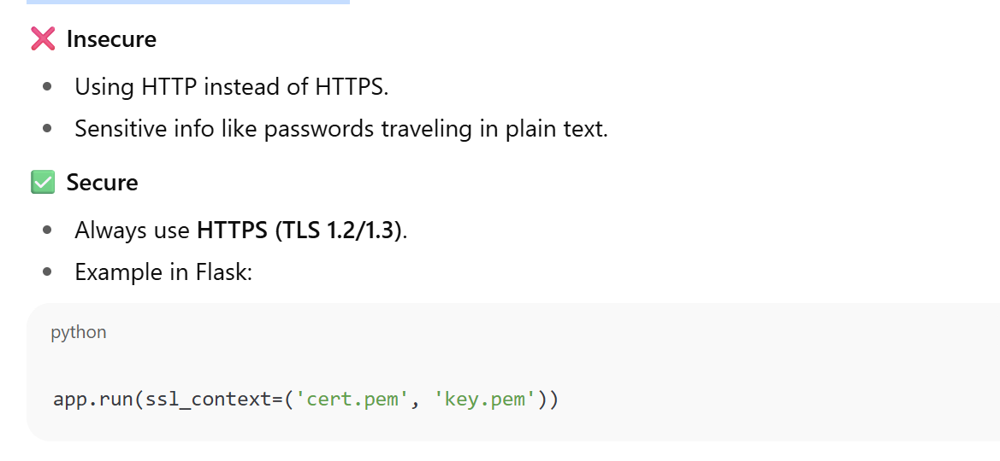 ❌ Insecure
• Using HTTP instead of HTTPS.
• Sensitive info like passwords traveling in plain text.
✅ Secure
• Always use HTTPS (TLS 1.2/1.3).
• Example in Flask:
python
app.run(ssl_context=('cert.pem', 'key.pem'))